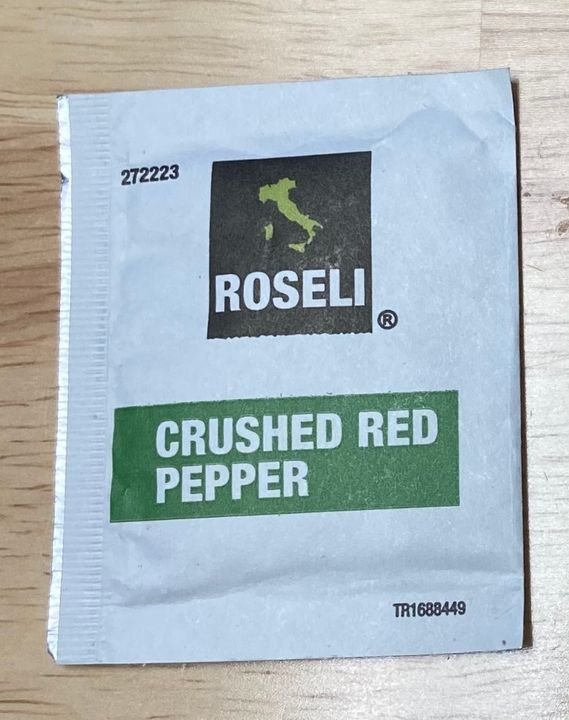 272223
ROSELI
®
CRUSHED RED
PEPPER
TR1688449